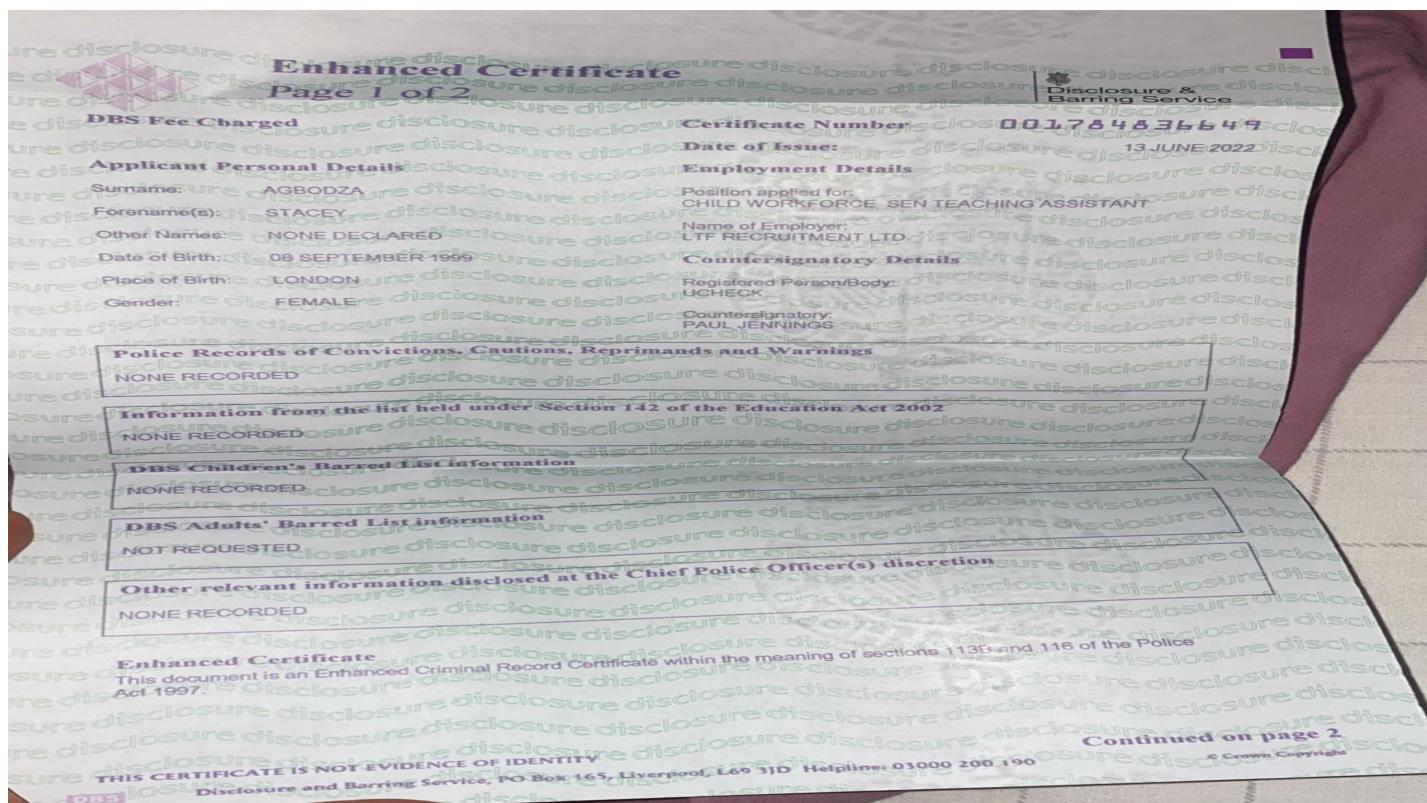 Enhanced Certificate
Page 1 of 2
Disclosure &
Barring Service
DBS Fee Charged
Certificate Number: 001784836649
Date of Issue: 13 JUNE 2022
Applicant Personal Details
Surname: AGBODZA
Forename(s): STACEY
Other Names: NONE DECLARED
Date of Birth: 08 SEPTEMBER 1999
Place of Birth: LONDON
Gender: FEMALE
Employment Details
Position applied for:
CHILD WORKFORCE SEN TEACHING ASSISTANT
Name of Employer:
LTF RECRUITMENT LTD
Countersignatory Details
Registered Person/Body:
UCHECK
Countersignatory:
PAUL JENNINGS
Police Records of Convictions, Cautions, Reprimands and Warnings
NONE RECORDED
Information from the list held under Section 142 of the Education Act 2002
NONE RECORDED
DBS Children's Barred List information
NONE RECORDED
DBS Adults' Barred List information
NOT REQUESTED
Other relevant information disclosed at the Chief Police Officer(s) discretion
NONE RECORDED
Enhanced Certificate
This document is an Enhanced Criminal Record Certificate within the meaning of sections 113B and 116 of the Police
Act 1997.
Continued on page 2
© Crown Copyright
THIS CERTIFICATE IS NOT EVIDENCE OF IDENTITY
Disclosure and Barring Service, PO Box 165, Liverpool, L69 3JD Helpline: 03000 200 190
DBS